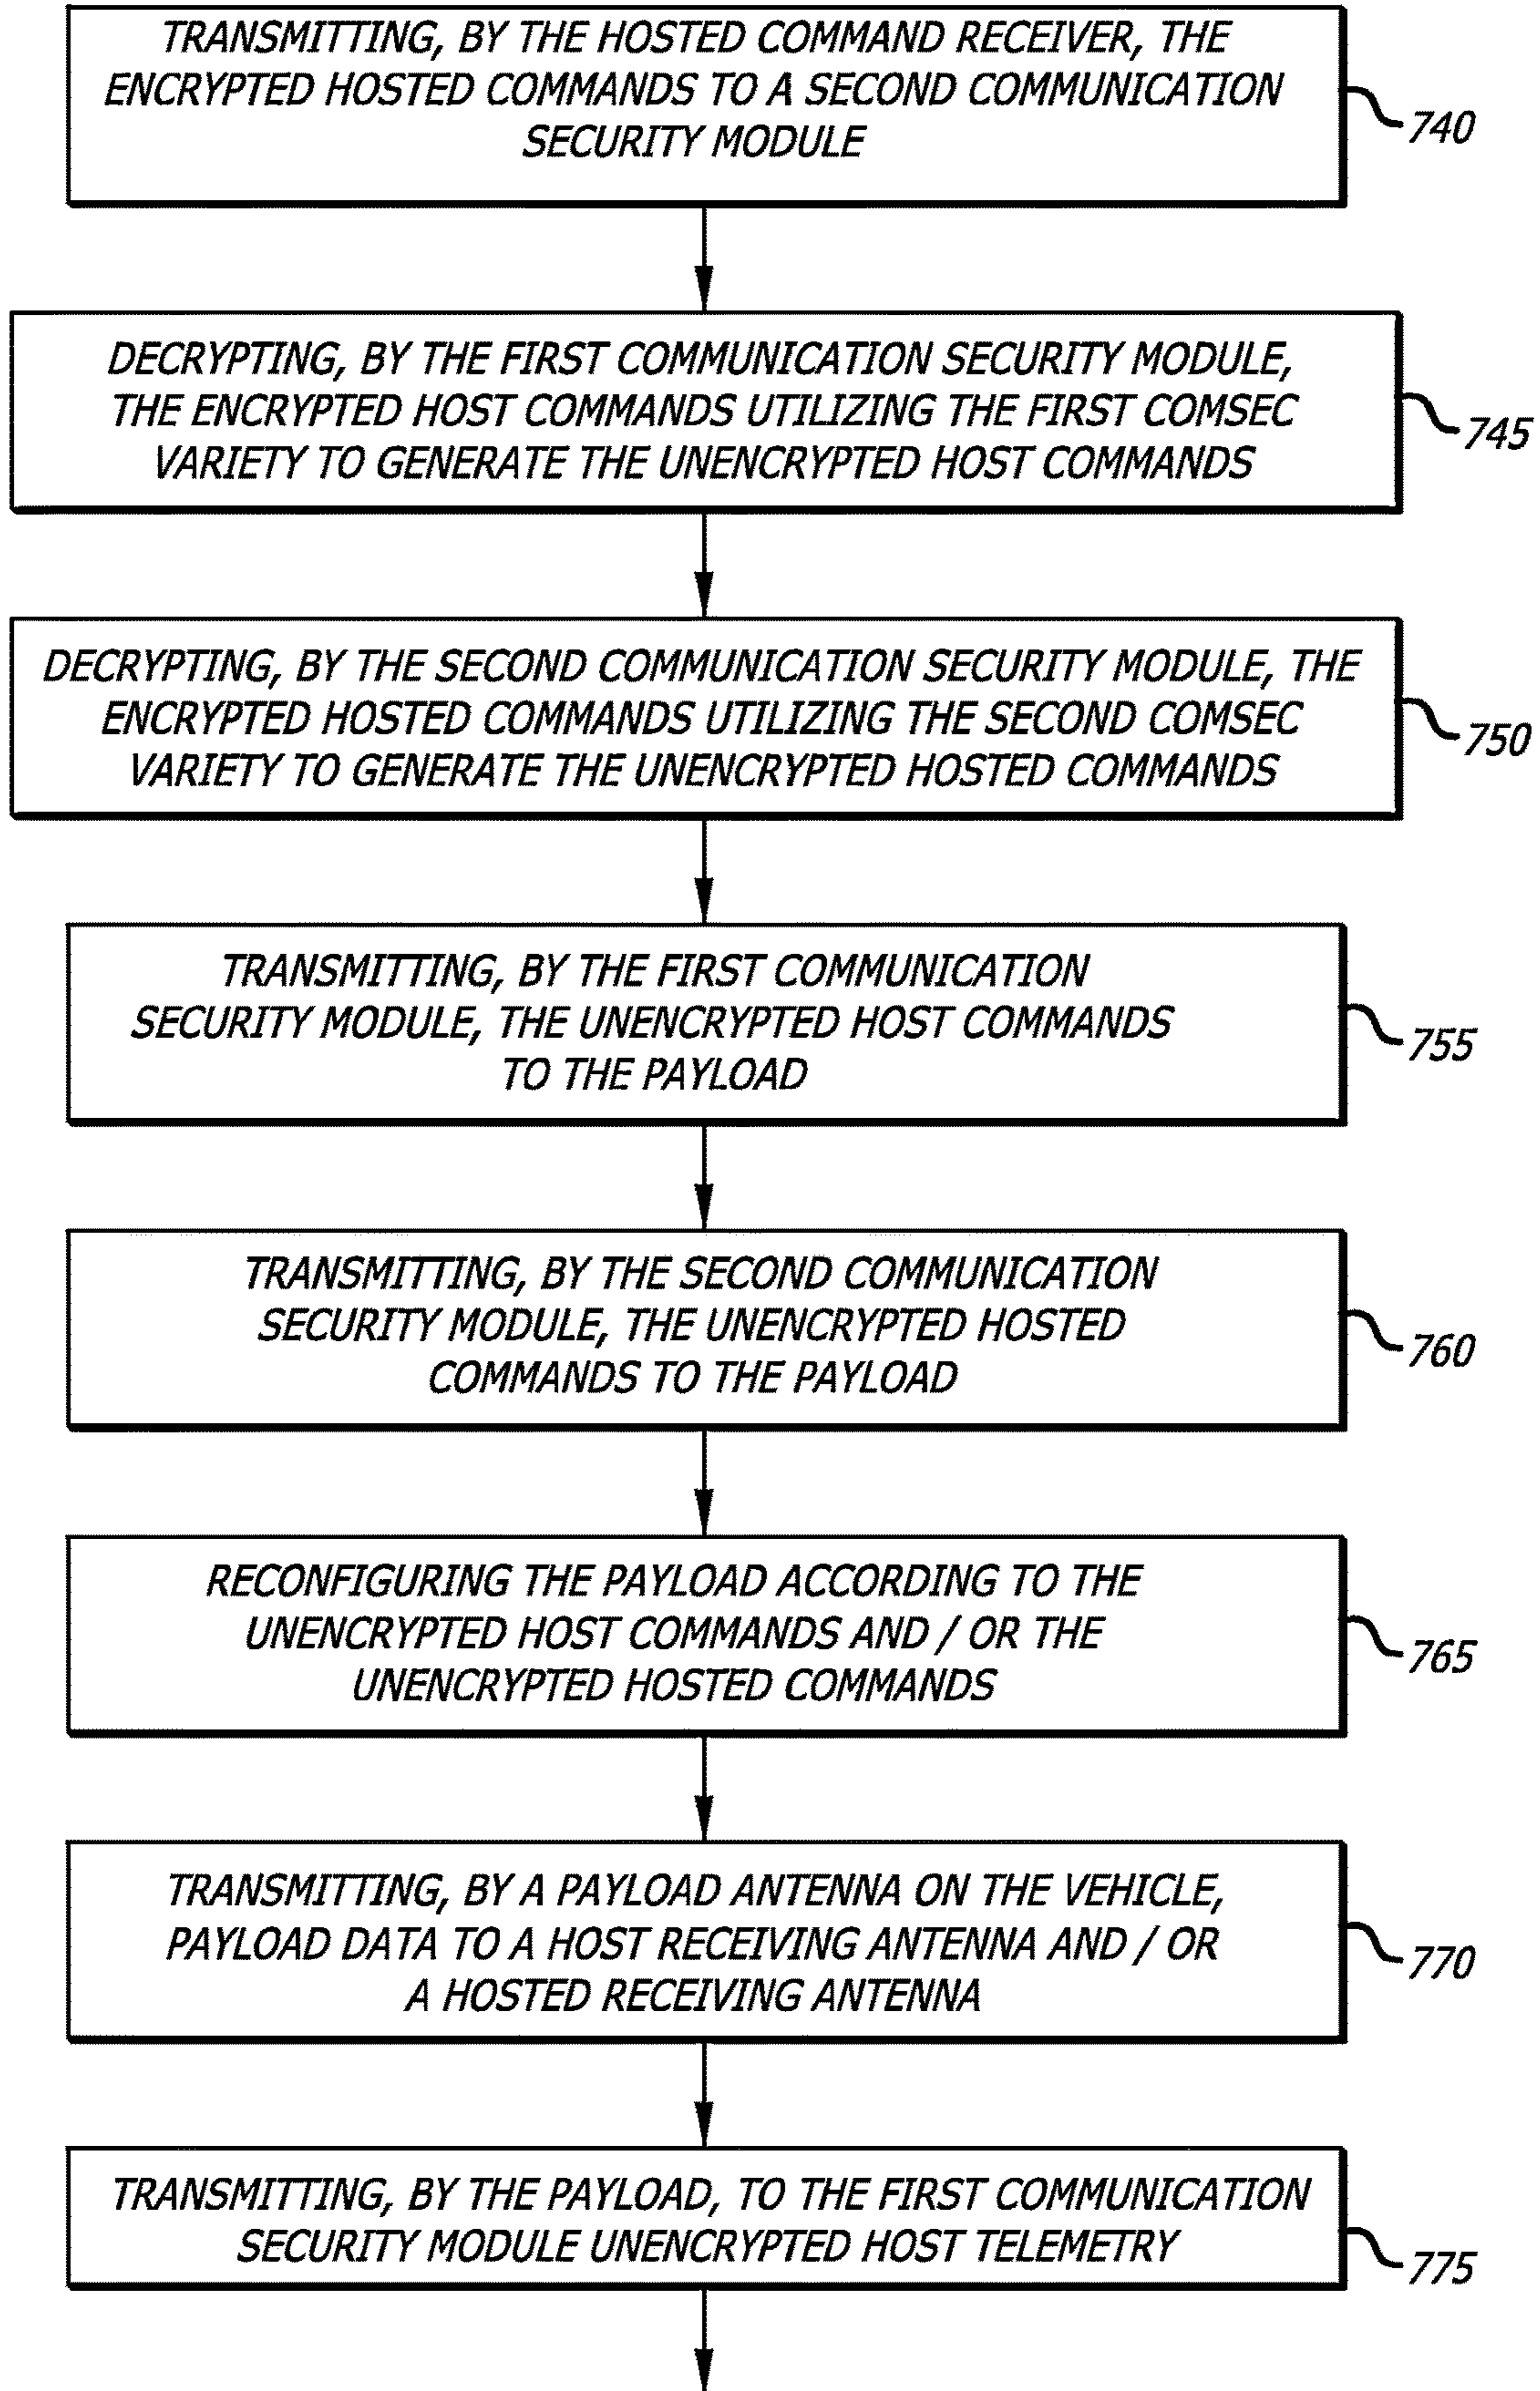 TRANSMITTING, BY THE HOSTED COMMAND RECEIVER, THE
ENCRYPTED HOSTED COMMANDS TO A SECOND COMMUNICATION
SECURITY MODULE
740
DECRYPTING, BY THE FIRST COMMUNICATION SECURITY MODULE,
THE ENCRYPTED HOST COMMANDS UTILIZING THE FIRST COMSEC
VARIETY TO GENERATE THE UNENCRYPTED HOST COMMANDS
745
DECRYPTING, BY THE SECOND COMMUNICATION SECURITY MODULE, THE
ENCRYPTED HOSTED COMMANDS UTILIZING THE SECOND COMSEC
VARIETY TO GENERATE THE UNENCRYPTED HOSTED COMMANDS
750
TRANSMITTING, BY THE FIRST COMMUNICATION
SECURITY MODULE, THE UNENCRYPTED HOST COMMANDS
TO THE PAYLOAD
755
TRANSMITTING, BY THE SECOND COMMUNICATION
SECURITY MODULE, THE UNENCRYPTED HOSTED
COMMANDS TO THE PAYLOAD
760
RECONFIGURING THE PAYLOAD ACCORDING TO THE
UNENCRYPTED HOST COMMANDS AND / OR THE
UNENCRYPTED HOSTED COMMANDS
765
TRANSMITTING, BY A PAYLOAD ANTENNA ON THE VEHICLE,
PAYLOAD DATA TO A HOST RECEIVING ANTENNA AND / OR
A HOSTED RECEIVING ANTENNA
770
TRANSMITTING, BY THE PAYLOAD, TO THE FIRST COMMUNICATION
SECURITY MODULE UNENCRYPTED HOST TELEMETRY
775